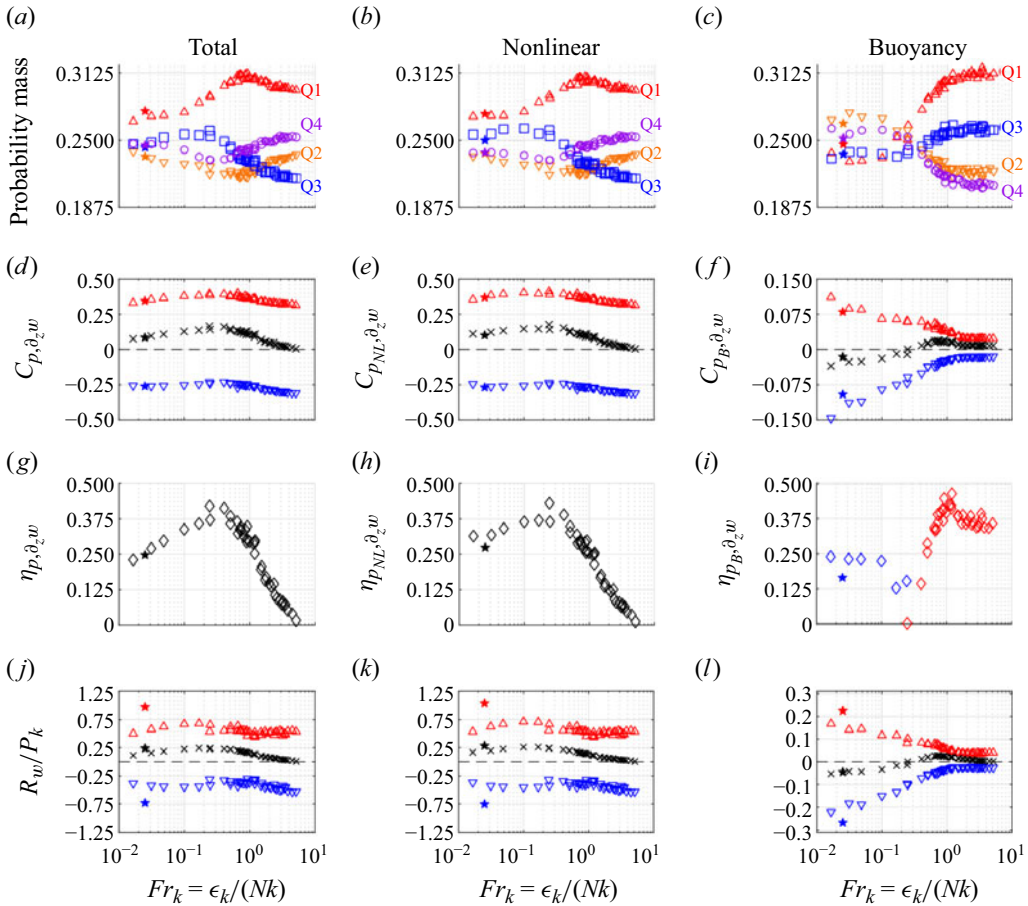 (a) (b) (c)
Total Nonlinear Buoyancy
Probability mass
0.3125 0.3125 0.3125
0.2500 0.2500 0.2500
0.1875 0.1875 0.1875
Q1 Q4 Q2 Q3
Q1 Q4 Q2 Q3
Q1 Q3 Q2 Q4
(d) (e) (f)
C_{p,∂_z w}
0.50 0.25 0 −0.25 −0.50
C_{p_{NL},∂_z w}
0.50 0.25 0 −0.25 −0.50
C_{p_B,∂_z w}
0.150 0.075 0 −0.075 −0.150
(g) (h) (i)
η_{p,∂_z w}
0.500 0.375 0.250 0.125 0
η_{p_{NL},∂_z w}
0.500 0.375 0.250 0.125 0
η_{p_B,∂_z w}
0.500 0.375 0.250 0.125 0
(j) (k) (l)
R_w/P_k
1.25 0.75 0.25 0 −0.25 −0.75 −1.25
1.25 0.75 0.25 0 −0.25 −0.75 −1.25
0.3 0.2 0.1 0 −0.1 −0.2 −0.3
10^{−2} 10^{−1} 10^0 10^1
10^{−2} 10^{−1} 10^0 10^1
10^{−2} 10^{−1} 10^0 10^1
Fr_k = ϵ_k/(Nk) Fr_k = ϵ_k/(Nk) Fr_k = ϵ_k/(Nk)